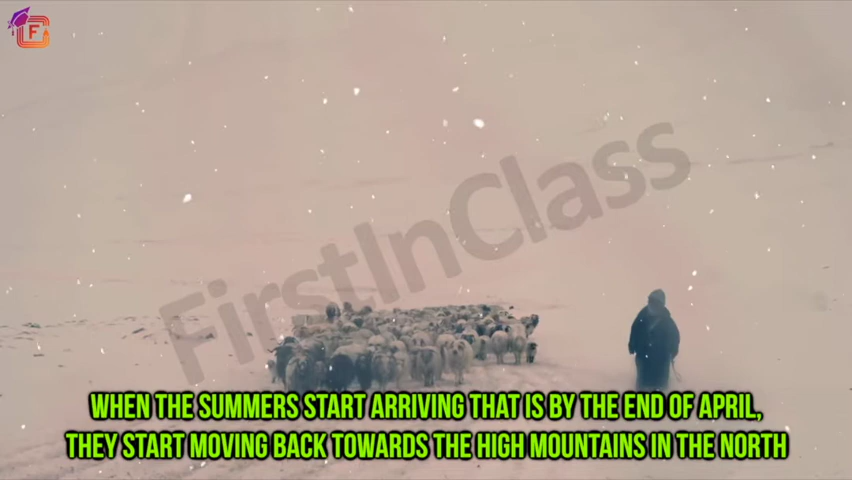 F
FirstInClass
WHEN THE SUMMERS START ARRIVING THAT IS BY THE END OF APRIL,
THEY START MOVING BACK TOWARDS THE HIGH MOUNTAINS IN THE NORTH